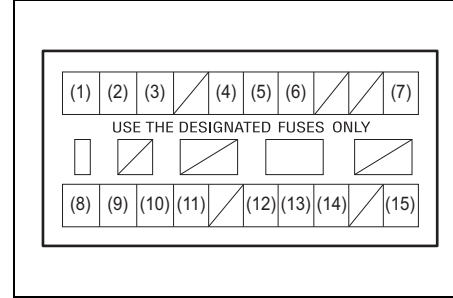 (1) (2) (3) (4) (5) (6) (7)
USE THE DESIGNATED FUSES ONLY
(8) (9) (10) (11) (12) (13) (14) (15)